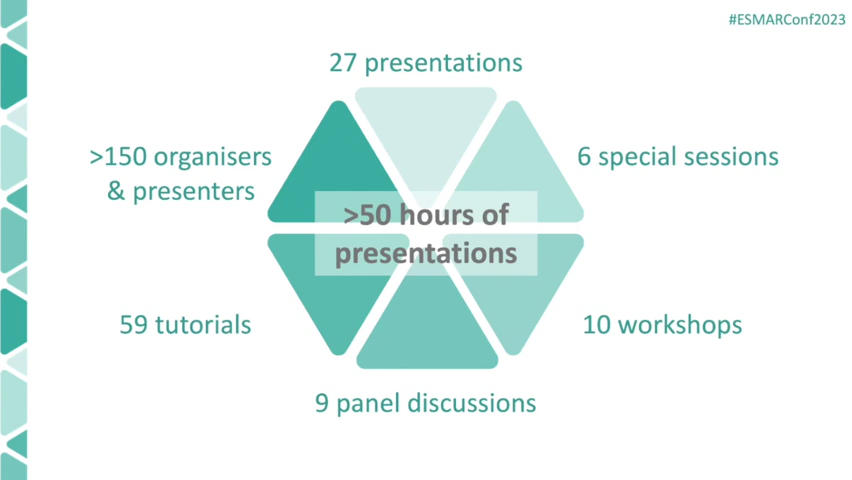 #ESMARConf2023
27 presentations
>150 organisers
& presenters
6 special sessions
>50 hours of
presentations
59 tutorials
10 workshops
9 panel discussions